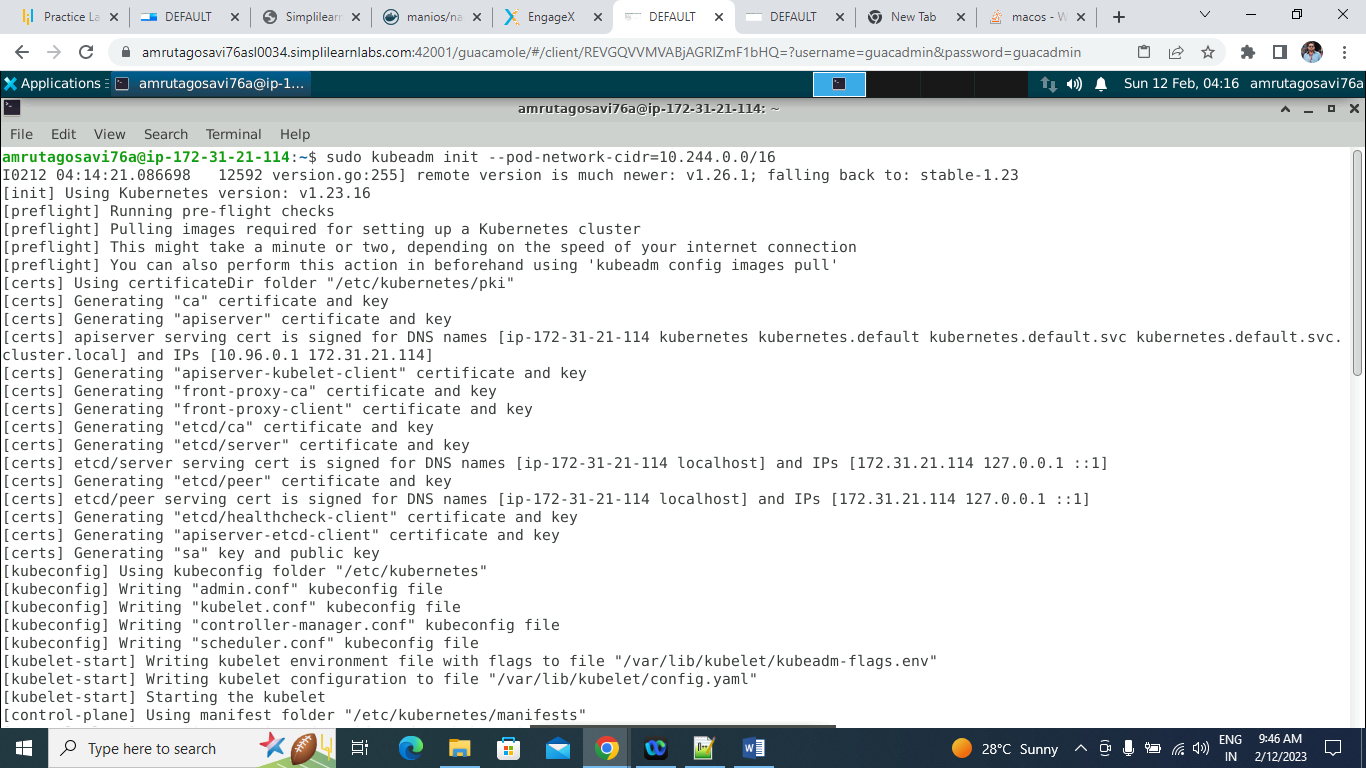 Practice La
DEFAULT
Simplilearn
manios/na
EngageX
DEFAULT
DEFAULT
New Tab
macos - W
amrutagosavi76asl0034.simplilearnlabs.com:42001/guacamole/#/client/REVGQVVMVABjAGRlZmF1bHQ=?username=guacadmin&password=guacadmin
Applications
amrutagosavi76a@ip-1...
Sun 12 Feb, 04:16
amrutagosavi76a
amrutagosavi76a@ip-172-31-21-114: ~
File Edit View Search Terminal Help
amrutagosavi76a@ip-172-31-21-114:~$ sudo kubeadm init --pod-network-cidr=10.244.0.0/16
I0212 04:14:21.086698   12592 version.go:255] remote version is much newer: v1.26.1; falling back to: stable-1.23
[init] Using Kubernetes version: v1.23.16
[preflight] Running pre-flight checks
[preflight] Pulling images required for setting up a Kubernetes cluster
[preflight] This might take a minute or two, depending on the speed of your internet connection
[preflight] You can also perform this action in beforehand using 'kubeadm config images pull'
[certs] Using certificateDir folder "/etc/kubernetes/pki"
[certs] Generating "ca" certificate and key
[certs] Generating "apiserver" certificate and key
[certs] apiserver serving cert is signed for DNS names [ip-172-31-21-114 kubernetes kubernetes.default kubernetes.default.svc kubernetes.default.svc.
cluster.local] and IPs [10.96.0.1 172.31.21.114]
[certs] Generating "apiserver-kubelet-client" certificate and key
[certs] Generating "front-proxy-ca" certificate and key
[certs] Generating "front-proxy-client" certificate and key
[certs] Generating "etcd/ca" certificate and key
[certs] Generating "etcd/server" certificate and key
[certs] etcd/server serving cert is signed for DNS names [ip-172-31-21-114 localhost] and IPs [172.31.21.114 127.0.0.1 ::1]
[certs] Generating "etcd/peer" certificate and key
[certs] etcd/peer serving cert is signed for DNS names [ip-172-31-21-114 localhost] and IPs [172.31.21.114 127.0.0.1 ::1]
[certs] Generating "etcd/healthcheck-client" certificate and key
[certs] Generating "apiserver-etcd-client" certificate and key
[certs] Generating "sa" key and public key
[kubeconfig] Using kubeconfig folder "/etc/kubernetes"
[kubeconfig] Writing "admin.conf" kubeconfig file
[kubeconfig] Writing "kubelet.conf" kubeconfig file
[kubeconfig] Writing "controller-manager.conf" kubeconfig file
[kubeconfig] Writing "scheduler.conf" kubeconfig file
[kubelet-start] Writing kubelet environment file with flags to file "/var/lib/kubelet/kubeadm-flags.env"
[kubelet-start] Writing kubelet configuration to file "/var/lib/kubelet/config.yaml"
[kubelet-start] Starting the kubelet
[control-plane] Using manifest folder "/etc/kubernetes/manifests"
Type here to search
28°C Sunny
ENG
IN
9:46 AM
2/12/2023